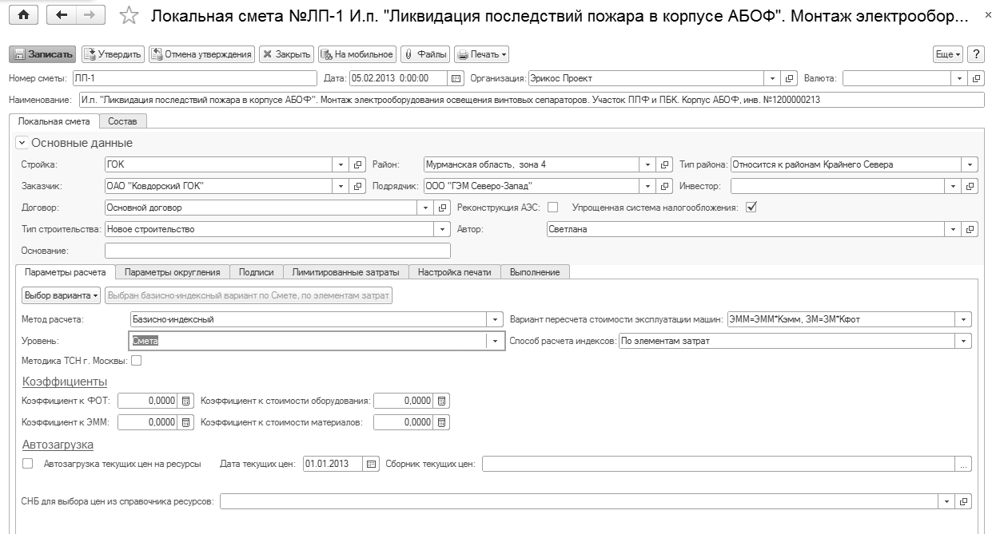 Локальная смета №ЛП-1 И.п. "Ликвидация последствий пожара в корпусе АБОФ". Монтаж электрообор...
Записать Утвердить Отмена утверждения Закрыть На мобильное Файлы Печать Еще ?
Номер сметы: ЛП-1 Дата: 05.02.2013 0:00:00 Организация: Эрикос Проект Валюта:
Наименование: И.п. "Ликвидация последствий пожара в корпусе АБОФ". Монтаж электрооборудования освещения винтовых сепараторов. Участок ППФ и ПБК. Корпус АБОФ, инв. №1200000213
Локальная смета Состав
Основные данные
Стройка: ГОК Район: Мурманская область, зона 4 Тип района: Относится к районам Крайнего Севера
Заказчик: ОАО "Ковдорский ГОК" Подрядчик: ООО "ГЭМ Северо-Запад" Инвестор:
Договор: Основной договор Реконструкция АЭС: Упрощенная система налогообложения:
Тип строительства: Новое строительство Автор: Светлана
Основание:
Параметры расчета Параметры округления Подписи Лимитированные затраты Настройка печати Выполнение
Выбор варианта Выбран базисно-индексный вариант по Смете, по элементам затрат
Метод расчета: Базисно-индексный Вариант пересчета стоимости эксплуатации машин: ЭММ=ЭММ*Кэмм, ЗМ=ЗМ*Кфот
Уровень: Смета Способ расчета индексов: По элементам затрат
Методика ТСН г. Москвы:
Коэффициенты
Коэффициент к ФОТ: 0,0000 Коэффициент к стоимости оборудования: 0,0000
Коэффициент к ЭММ: 0,0000 Коэффициент к стоимости материалов: 0,0000
Автозагрузка
Автозагрузка текущих цен на ресурсы Дата текущих цен: 01.01.2013 Сборник текущих цен: ...
СНБ для выбора цен из справочника ресурсов: